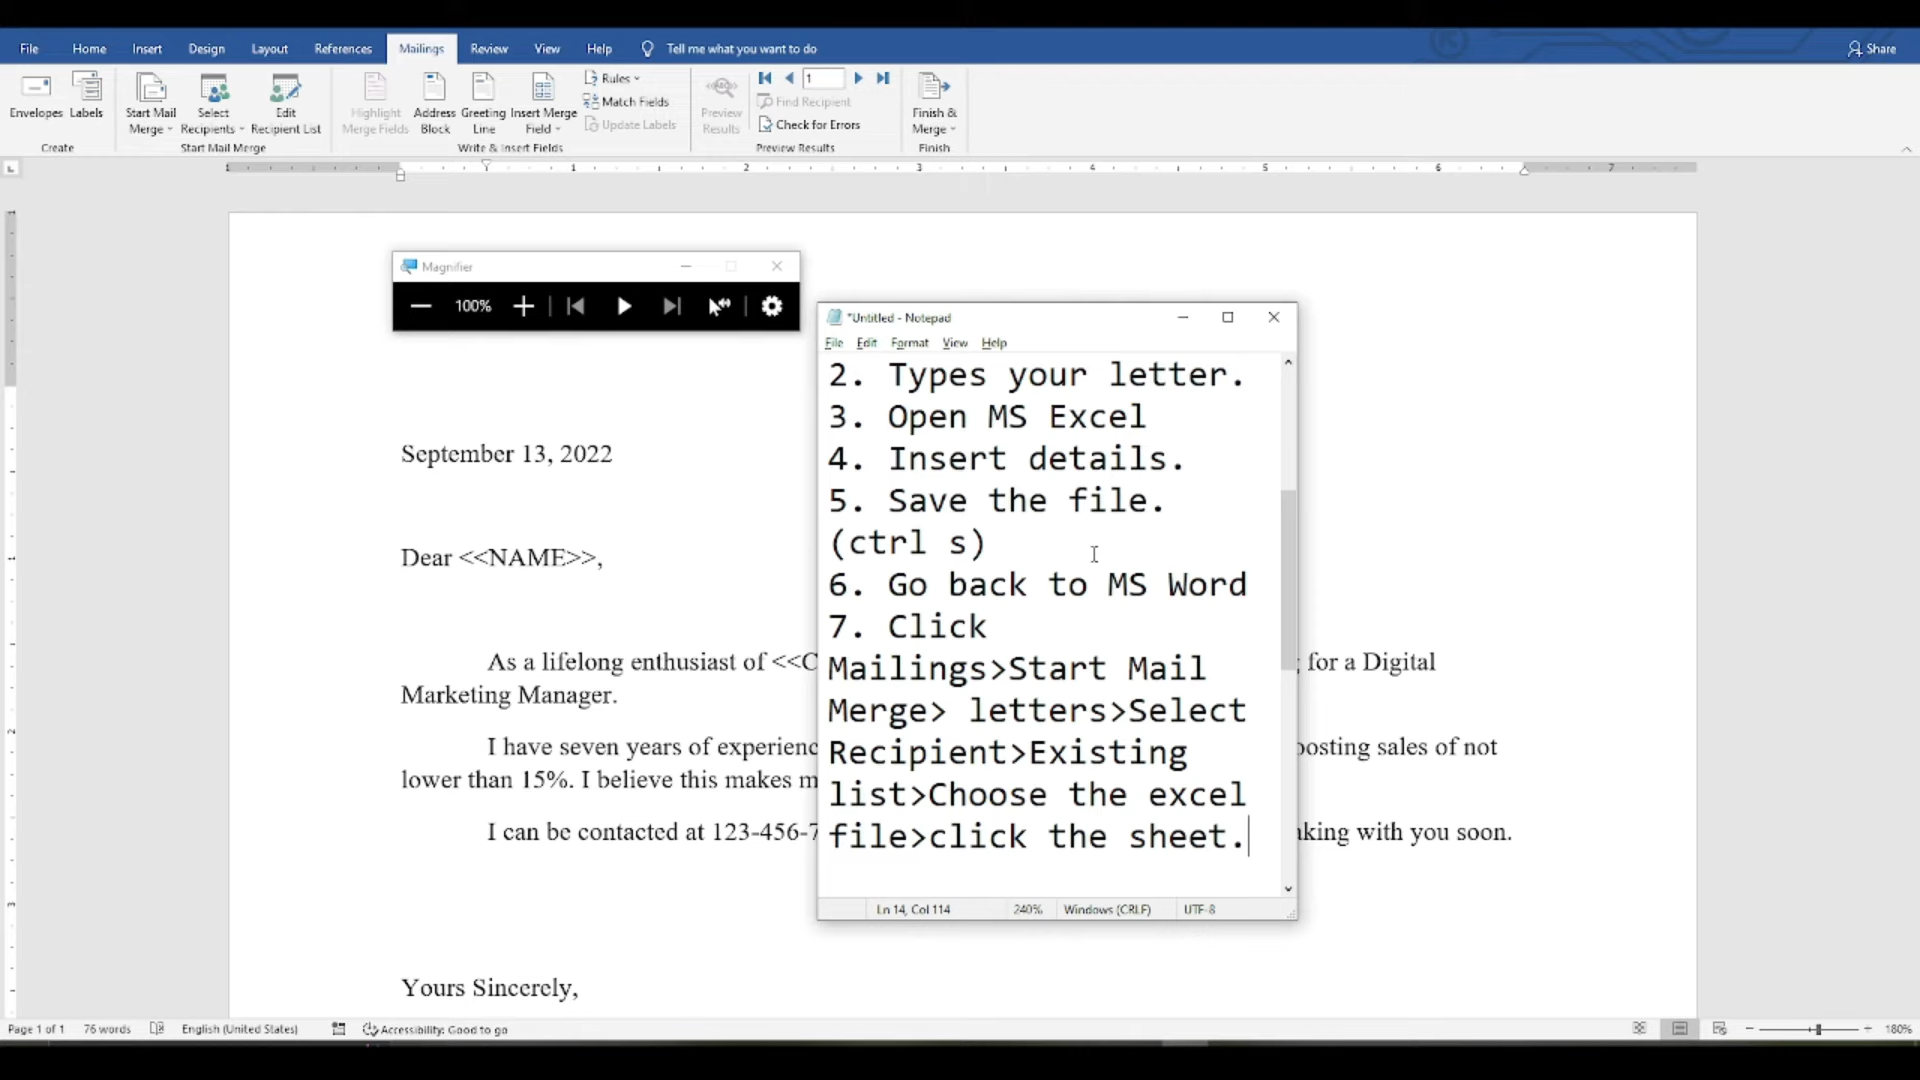 File Home Insert Design Layout References Mailings Review View Help Tell me what you want to do Share
Envelopes Labels Start Mail Merge Select Recipients Edit Recipient List Highlight Merge Fields Address Block Greeting Line Insert Merge Field Rules Match Fields Update Labels Preview Results 1 Find Recipient Check for Errors Finish & Merge
Create Start Mail Merge Write & Insert Fields Preview Results Finish
1 1 2 3 4 5 6 7
Magnifier
100%
*Untitled - Notepad
File Edit Format View Help
2. Types your letter.
3. Open MS Excel
4. Insert details.
5. Save the file.
(ctrl s)
6. Go back to MS Word
7. Click
Mailings>Start Mail
Merge> letters>Select
Recipient>Existing
list>Choose the excel
file>click the sheet.
Ln 14, Col 114 240% Windows (CRLF) UTF-8
September 13, 2022
Dear <<NAME>>,
As a lifelong enthusiast of <<C for a Digital
Marketing Manager.
I have seven years of experienc oosting sales of not
lower than 15%. I believe this makes m
I can be contacted at 123-456-7 aking with you soon.
Yours Sincerely,
Page 1 of 1 76 words English (United States) Accessibility: Good to go 180%